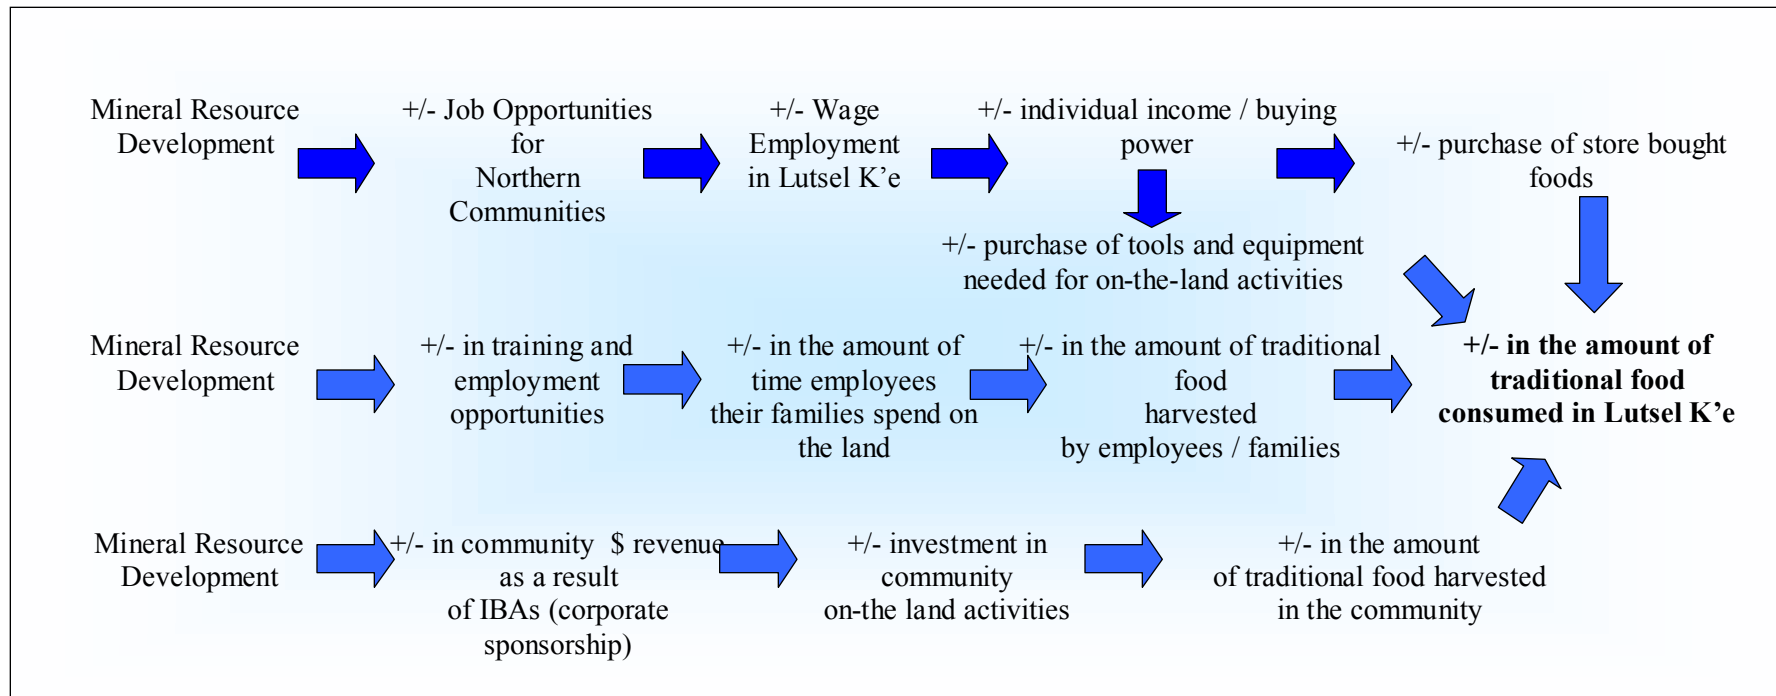 Mineral Resource
Development
+/- Job Opportunities
for
Northern
Communities
+/- Wage
Employment
in Lutsel K’e
+/- individual income / buying
power
+/- purchase of store bought
foods
+/- purchase of tools and equipment
needed for on-the-land activities
Mineral Resource
Development
+/- in training and
employment
opportunities
+/- in the amount of
time employees
their families spend on
the land
+/- in the amount of traditional
food
harvested
by employees / families
+/- in the amount of
traditional food
consumed in Lutsel K’e
Mineral Resource
Development
+/- in community $ revenue
as a result
of IBAs (corporate
sponsorship)
+/- investment in
community
on-the land activities
+/- in the amount
of traditional food harvested
in the community